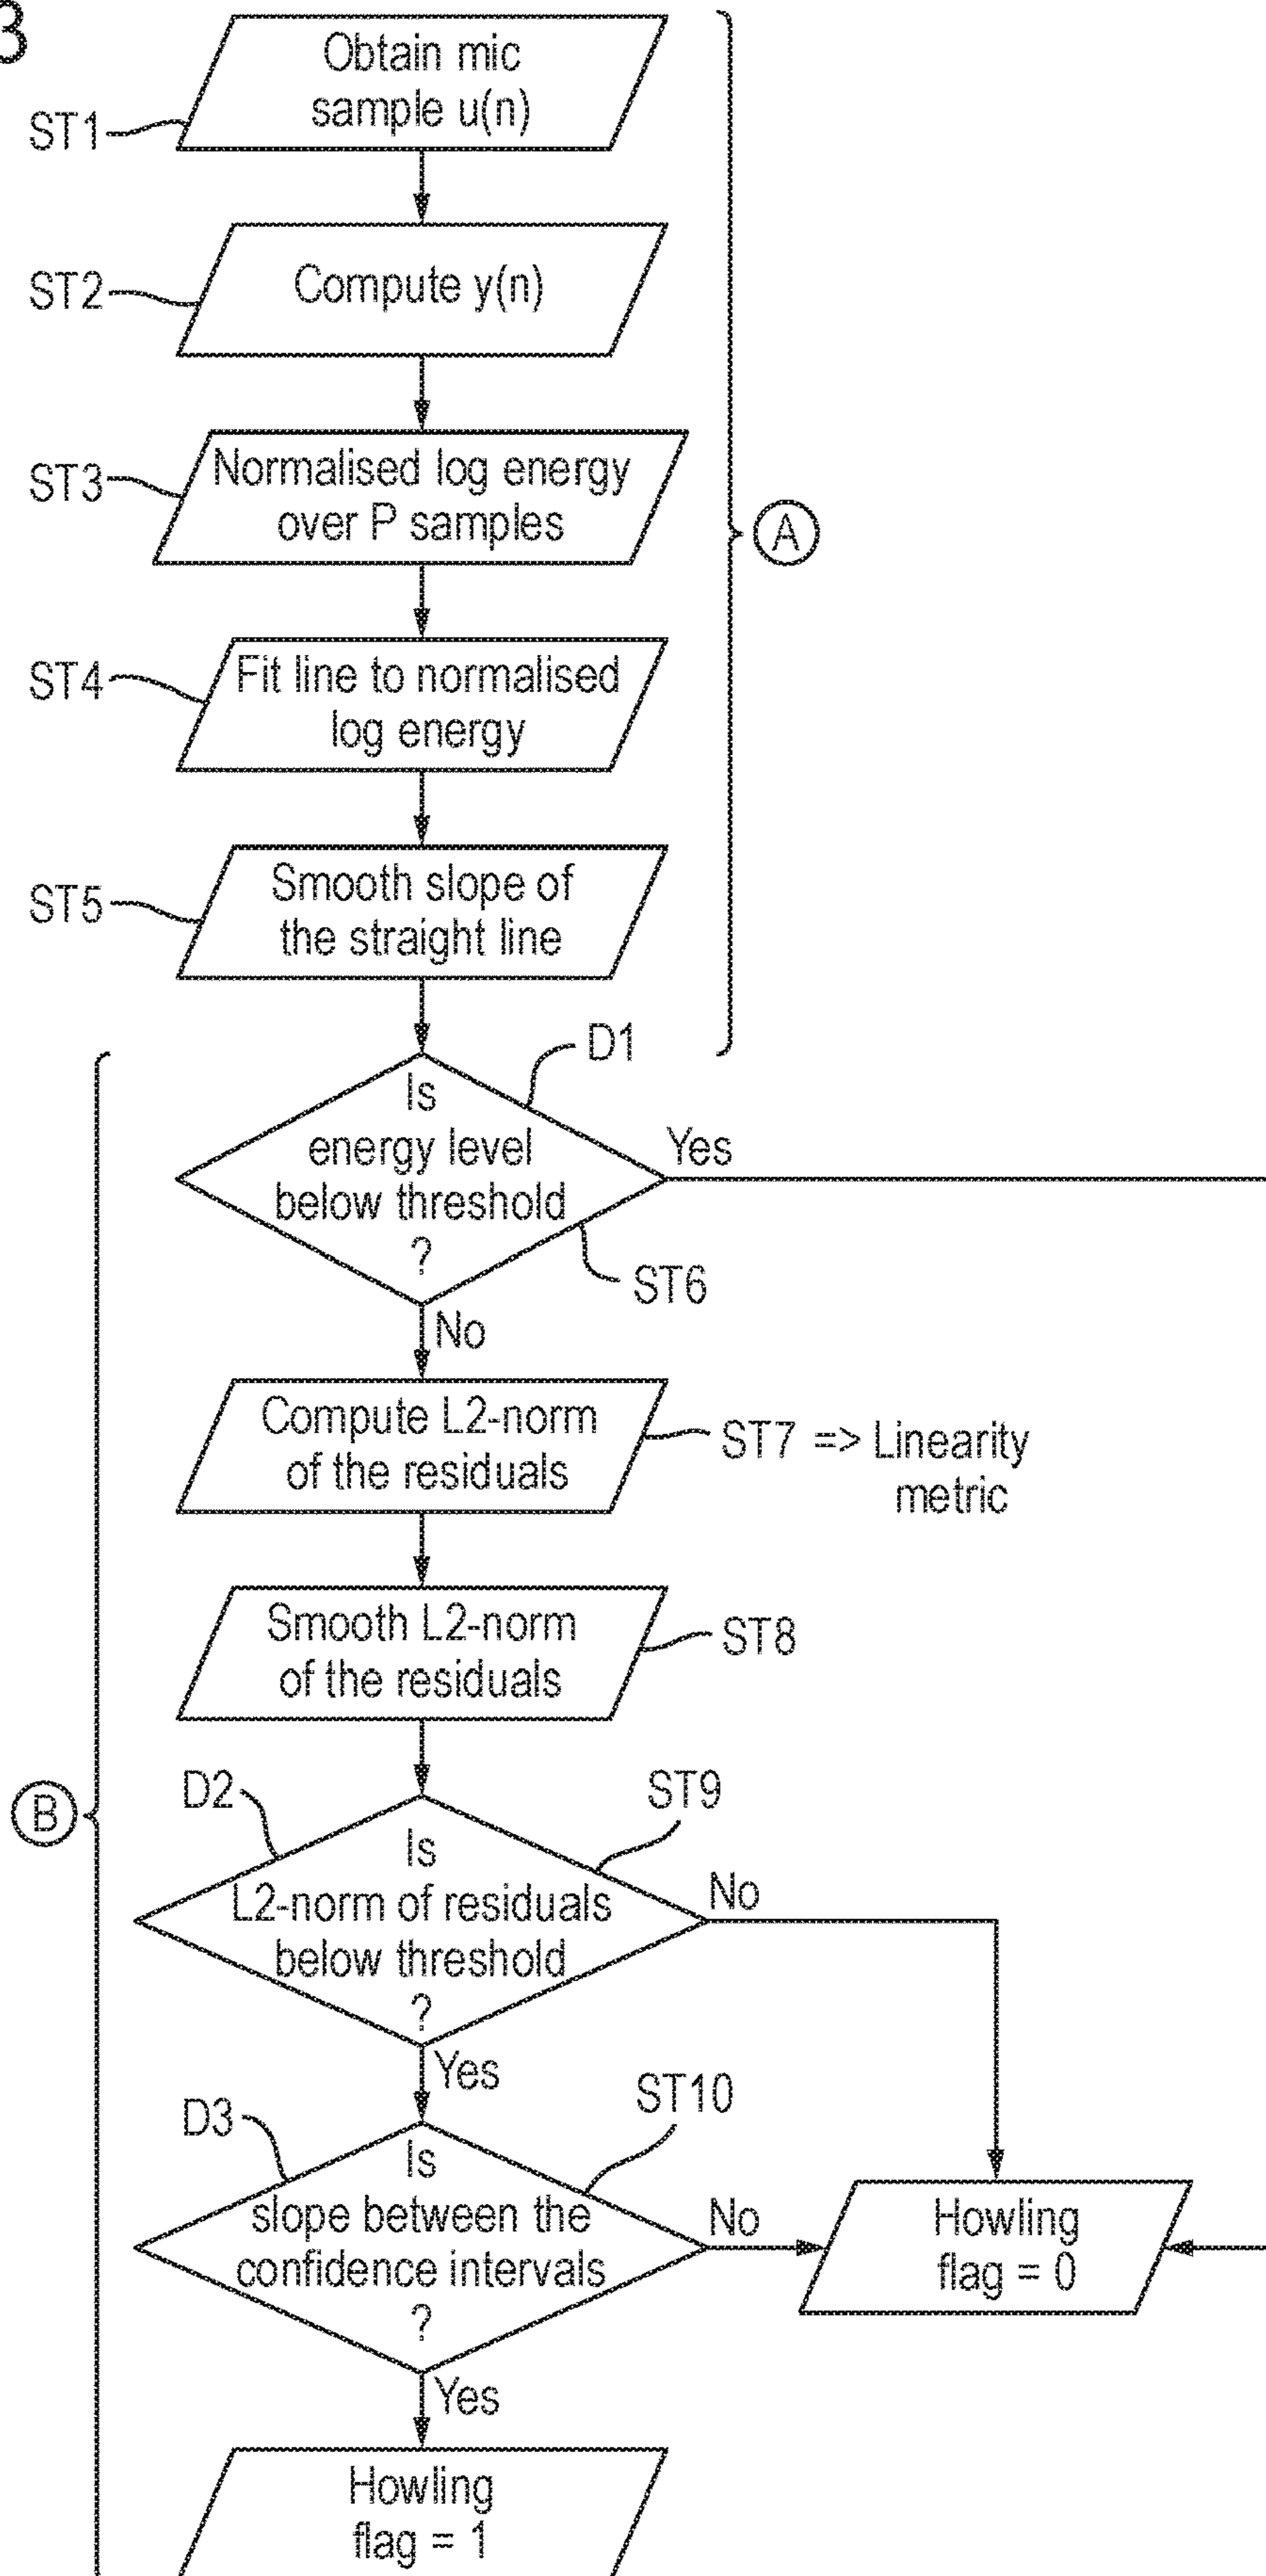 3
Obtain mic
sample u(n)
ST1
Compute y(n)
ST2
Normalised log energy
over P samples
ST3
A
Fit line to normalised
log energy
ST4
Smooth slope of
the straight line
ST5
D1
Is
energy level
below threshold
?
Yes
ST6
No
Compute L2-norm
of the residuals
ST7 => Linearity
metric
Smooth L2-norm
of the residuals
ST8
B
D2
ST9
Is
L2-norm of residuals
below threshold
?
No
Yes
D3
ST10
Is
slope between the
confidence intervals
?
No
Howling
flag = 0
Yes
Howling
flag = 1